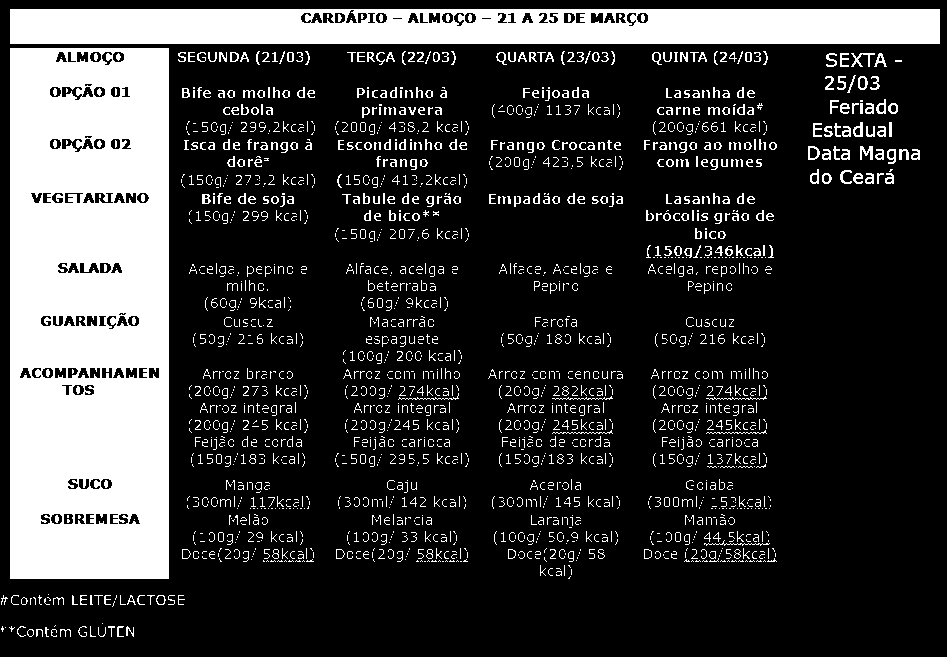 CARDÁPIO – ALMOÇO – 21 A 25 DE MARÇO
ALMOÇO SEGUNDA (21/03) TERÇA (22/03) QUARTA (23/03) QUINTA (24/03) SEXTA –
25/03
Feriado
Estadual
Data Magna
do Ceará
OPÇÃO 01 Bife ao molho de Picadinho à Feijoada Lasanha de
cebola primavera (400g/ 1137 kcal) carne moída#
(150g/ 299,2kcal) (200g/ 438,2 kcal) (200g/661 kcal)
OPÇÃO 02 Isca de frango à Escondidinho de Frango Crocante Frango ao molho
dorê* frango (200g/ 423,5 kcal) com legumes
(150g/ 273,2 kcal) (150g/ 413,2kcal)
VEGETARIANO Bife de soja Tabule de grão Empadão de soja Lasanha de
(150g/ 299 kcal) de bico** brócolis grão de
(150g/ 207,6 kcal) bico
(150g/346kcal)
SALADA Acelga, pepino e Alface, acelga e Alface, Acelga e Acelga, repolho e
milho. beterraba Pepino Pepino
(60g/ 9kcal) (60g/ 9kcal)
GUARNIÇÃO Cuscuz Macarrão Farofa Cuscuz
(50g/ 216 kcal) espaguete (50g/ 180 kcal) (50g/ 216 kcal)
(100g/ 200 kcal)
ACOMPANHAMEN Arroz branco Arroz com milho Arroz com cenoura Arroz com milho
TOS (200g/ 273 kcal) (200g/ 274kcal) (200g/ 282kcal) (200g/ 274kcal)
Arroz integral Arroz integral Arroz integral Arroz integral
(200g/ 245 kcal) (200g/245 kcal) (200g/ 245kcal) (200g/ 245kcal)
Feijão de corda Feijão carioca Feijão de corda Feijão carioca
(150g/183 kcal) (150g/ 295,5 kcal) (150g/183 kcal) (150g/ 137kcal)
SUCO Manga Caju Acerola Goiaba
(300ml/ 117kcal) (300ml/ 142 kcal) (300ml/ 145 kcal) (300ml/ 153kcal)
SOBREMESA Melão Melancia Laranja Mamão
(100g/ 29 kcal) (100g/ 33 kcal) (100g/ 50,9 kcal) (100g/ 44,5kcal)
Doce(20g/ 58kcal) Doce(20g/ 58kcal) Doce(20g/ 58 Doce (20g/58kcal)
kcal)
#Contém LEITE/LACTOSE
**Contém GLÚTEN